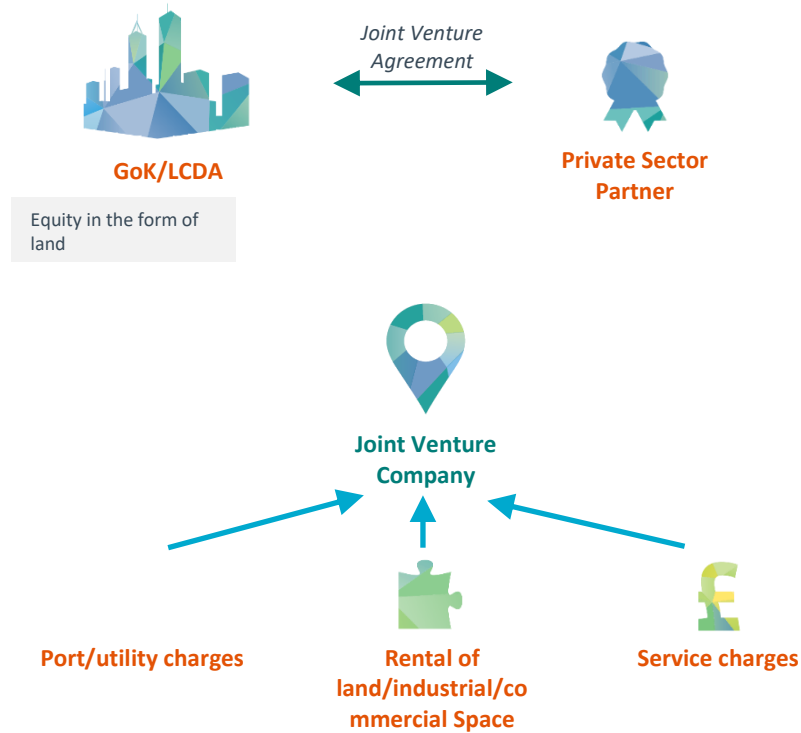 Joint Venture
Agreement
GoK/LCDA
Private Sector
Partner
Equity in the form of
land
Joint Venture
Company
Port/utility charges
Rental of
land/industrial/co
mmercial Space
Service charges
£